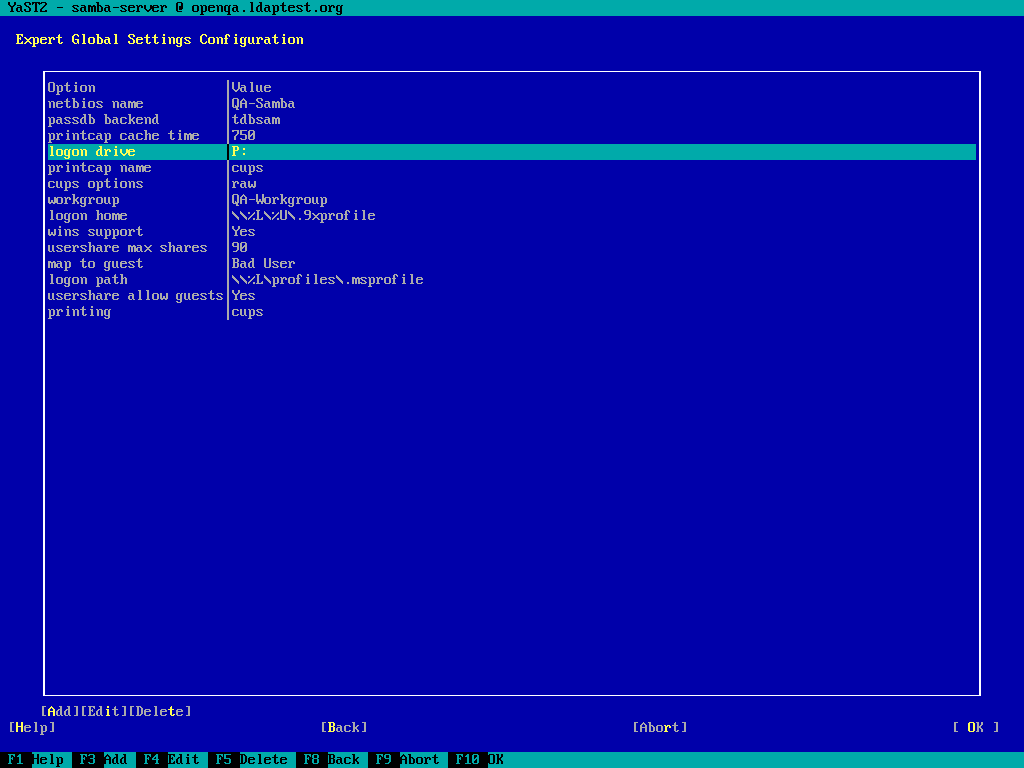 YaST2 - samba-server @ openqa.ldaptest.org
Expert Global Settings Configuration
Option |Value
netbios name |QA-Samba
passdb backend |tdbsam
printcap cache time |750
logon drive |P:
printcap name |cups
cups options |raw
workgroup |QA-Workgroup
logon home |\\%L\%U\.9xprofile
wins support |Yes
usershare max shares |90
map to guest |Bad User
logon path |\\%L\profiles\.msprofile
usershare allow guests|Yes
printing |cups
[Add][Edit][Delete]
[Help] [Back] [Abort] [ OK ]
F1 Help F3 Add F4 Edit F5 Delete F8 Back F9 Abort F10 OK